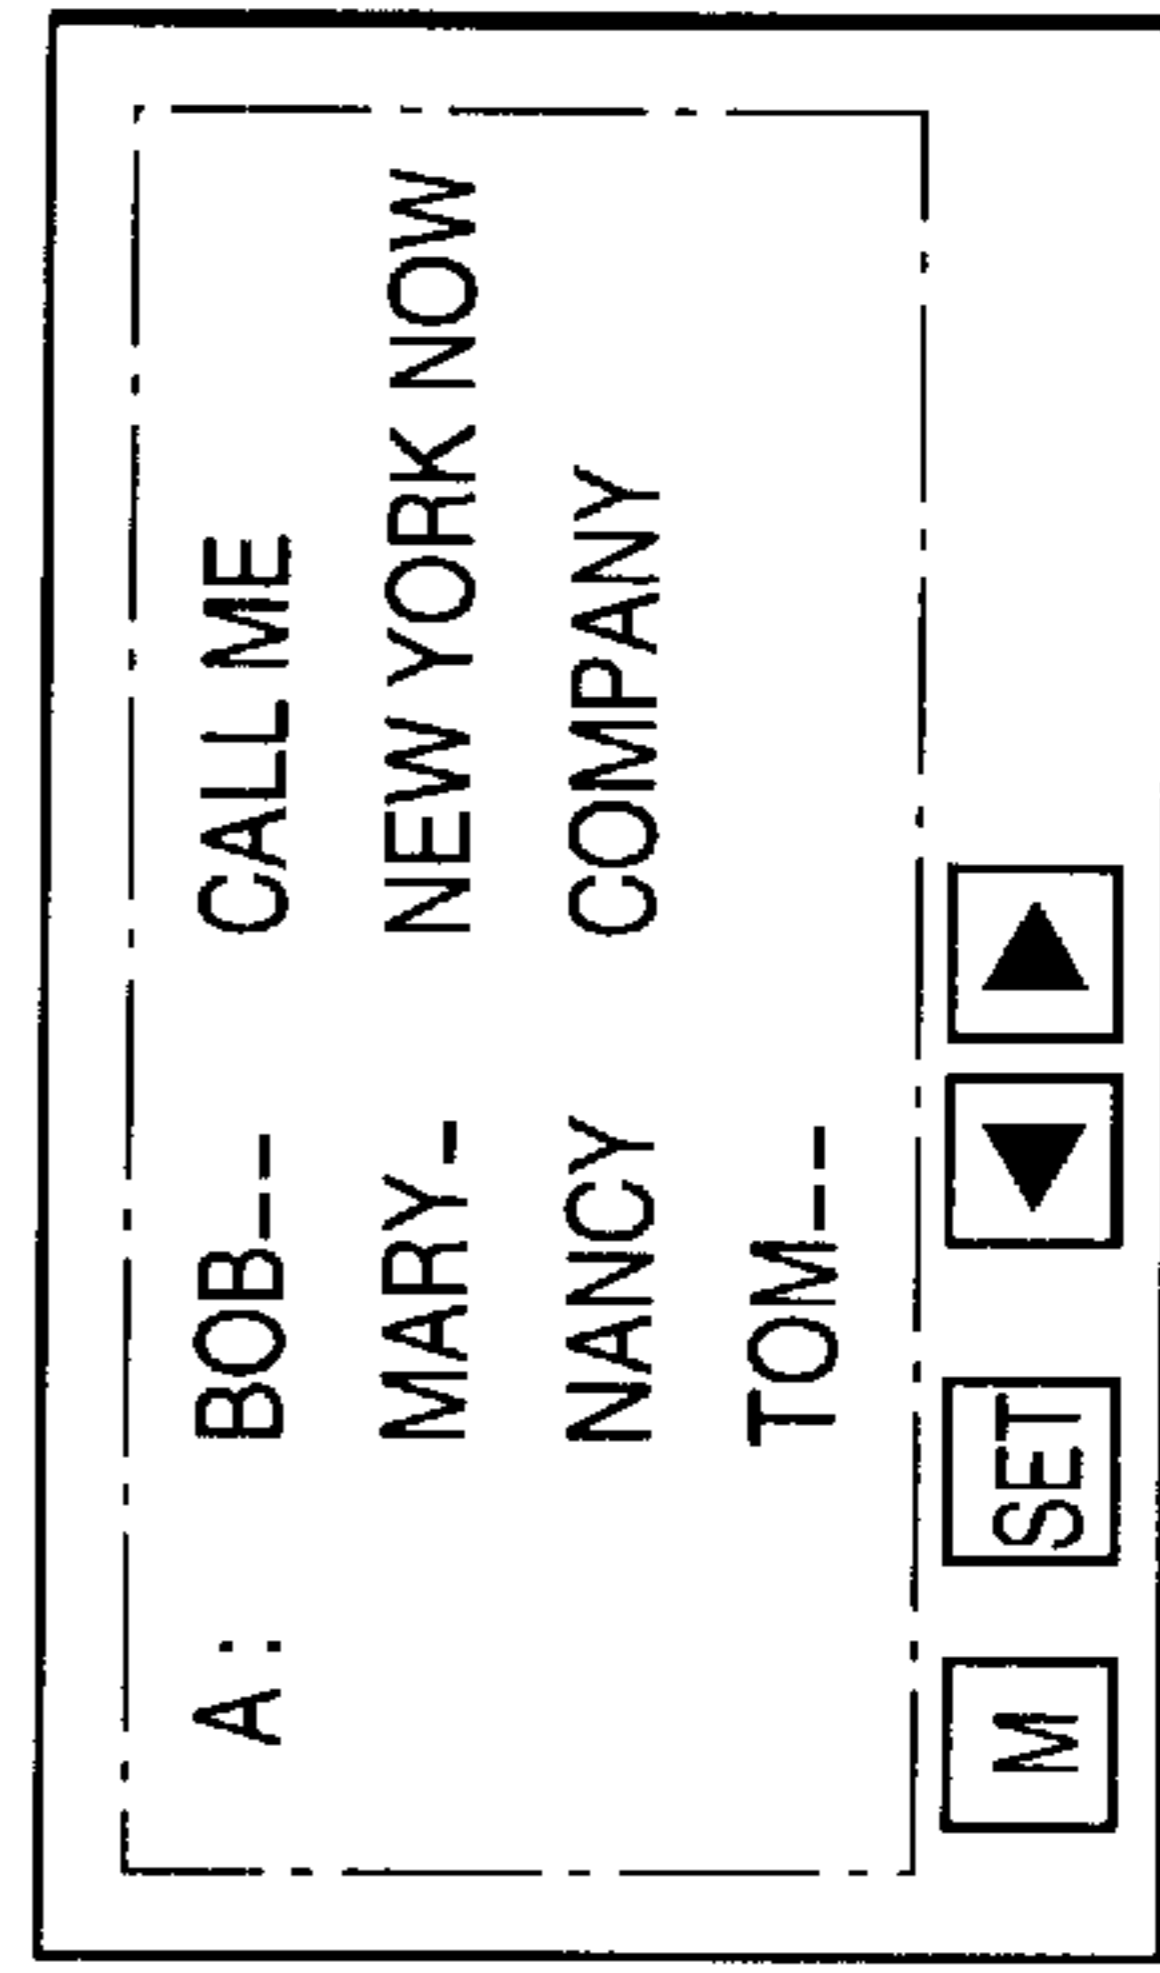 A: BOB-- CALL ME
MARY- NEW YORK NOW
NANCY COMPANY
TOM--
M SET